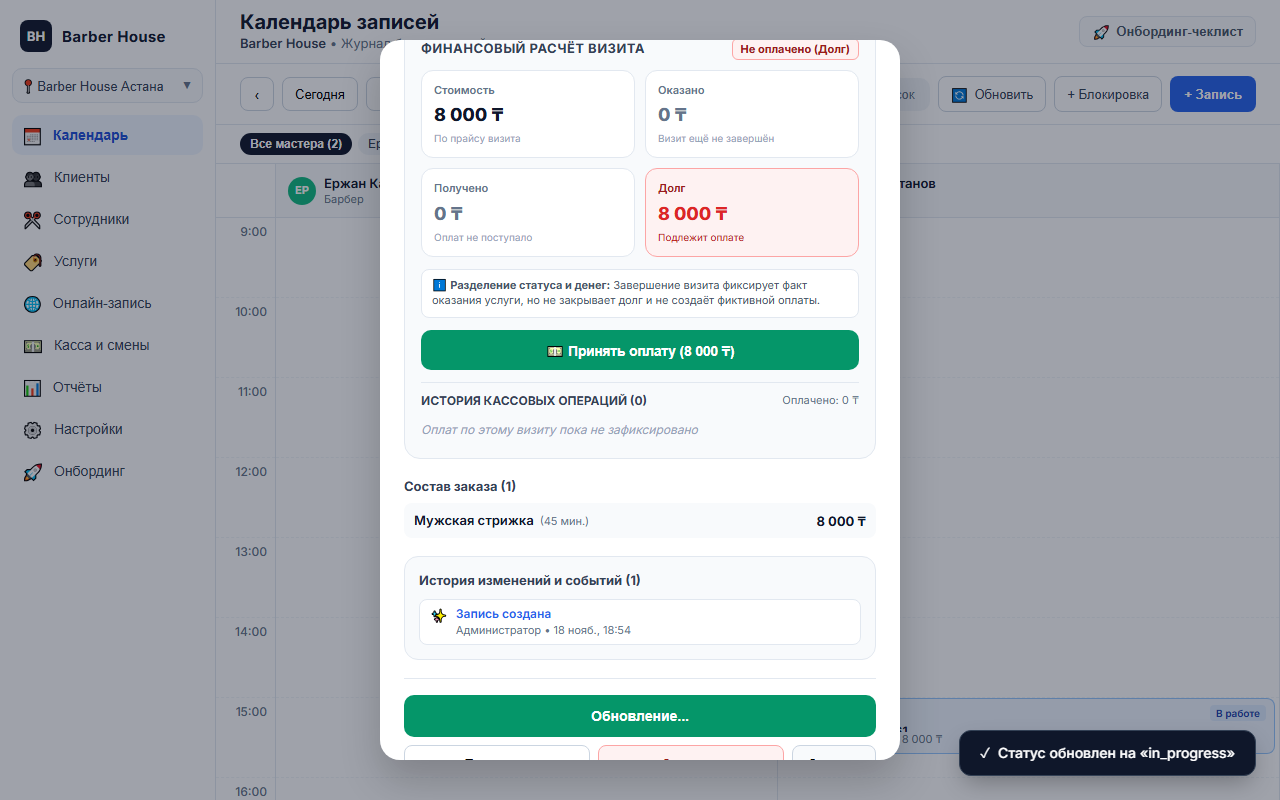 BH
Barber House
Barber House Астана
▼
Календарь
Клиенты
Сотрудники
Услуги
Онлайн-запись
Касса и смены
Отчёты
Настройки
Онбординг
Календарь записей
Barber House • Журнал
Онбординг-чеклист
‹
Сегодня
Обновить
+ Блокировка
+ Запись
Все мастера (2)
ЕР
Ержан
Барбер
9:00
10:00
11:00
12:00
13:00
14:00
15:00
16:00
ФИНАНСОВЫЙ РАСЧЁТ ВИЗИТА
Не оплачено (Долг)
Стоимость
8 000 ₸
По прайсу визита
Оказано
0 ₸
Визит ещё не завершён
Получено
0 ₸
Оплат не поступало
Долг
8 000 ₸
Подлежит оплате
Разделение статуса и денег: Завершение визита фиксирует факт
оказания услуги, но не закрывает долг и не создаёт фиктивной оплаты.
Принять оплату (8 000 ₸)
ИСТОРИЯ КАССОВЫХ ОПЕРАЦИЙ (0)
Оплачено: 0 ₸
Оплат по этому визиту пока не зафиксировано
Состав заказа (1)
Мужская стрижка (45 мин.)
8 000 ₸
История изменений и событий (1)
Запись создана
Администратор • 18 нояб., 18:54
Обновление...
В работе
8 000 ₸
✓ Статус обновлен на «in_progress»